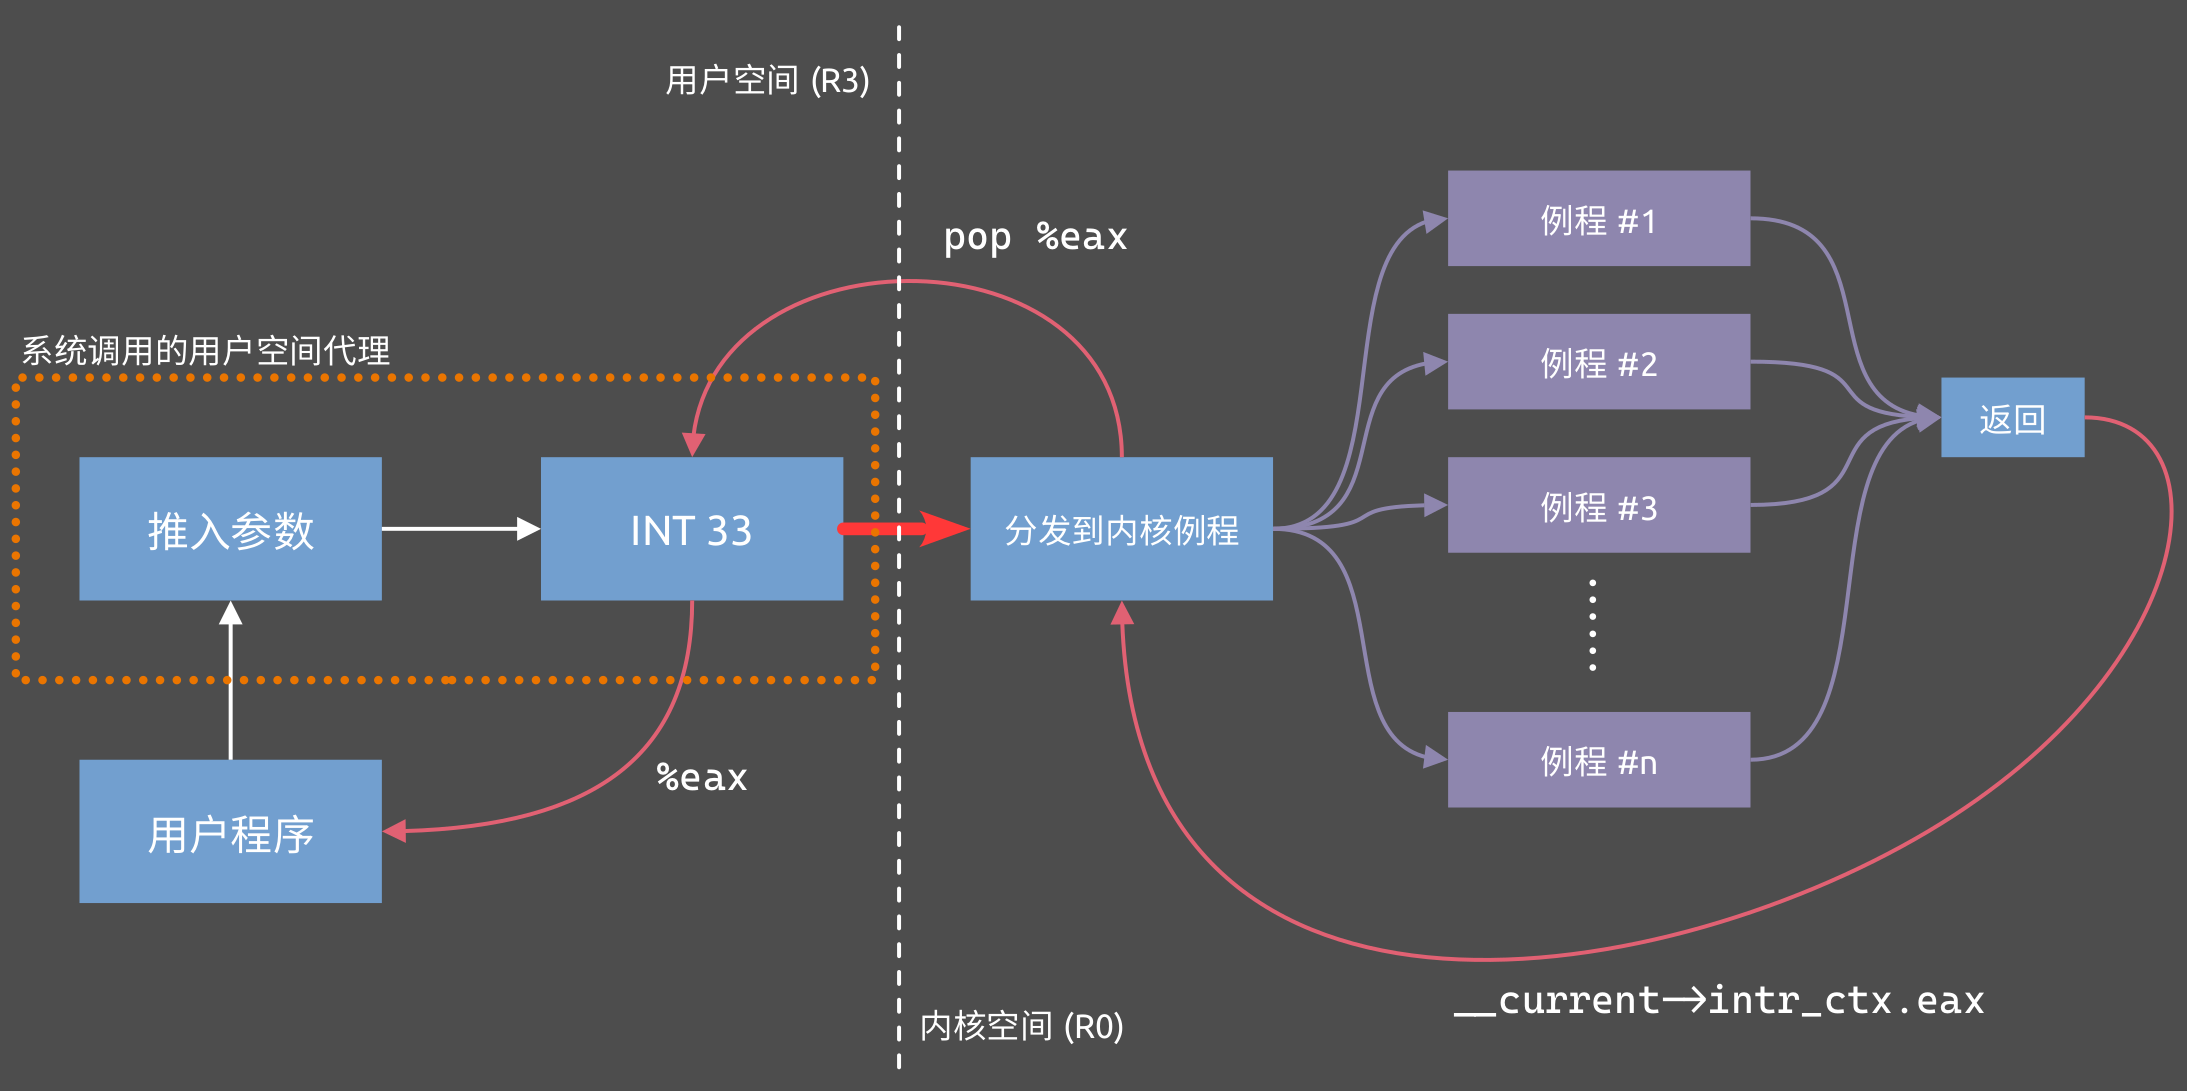 用户空间 (R3)
pop %eax
系统调用的用户空间代理
推入参数
INT 33
分发到内核例程
例程 #1
例程 #2
例程 #3
例程 #n
返回
用户程序
%eax
__current->intr_ctx.eax
内核空间 (R0)